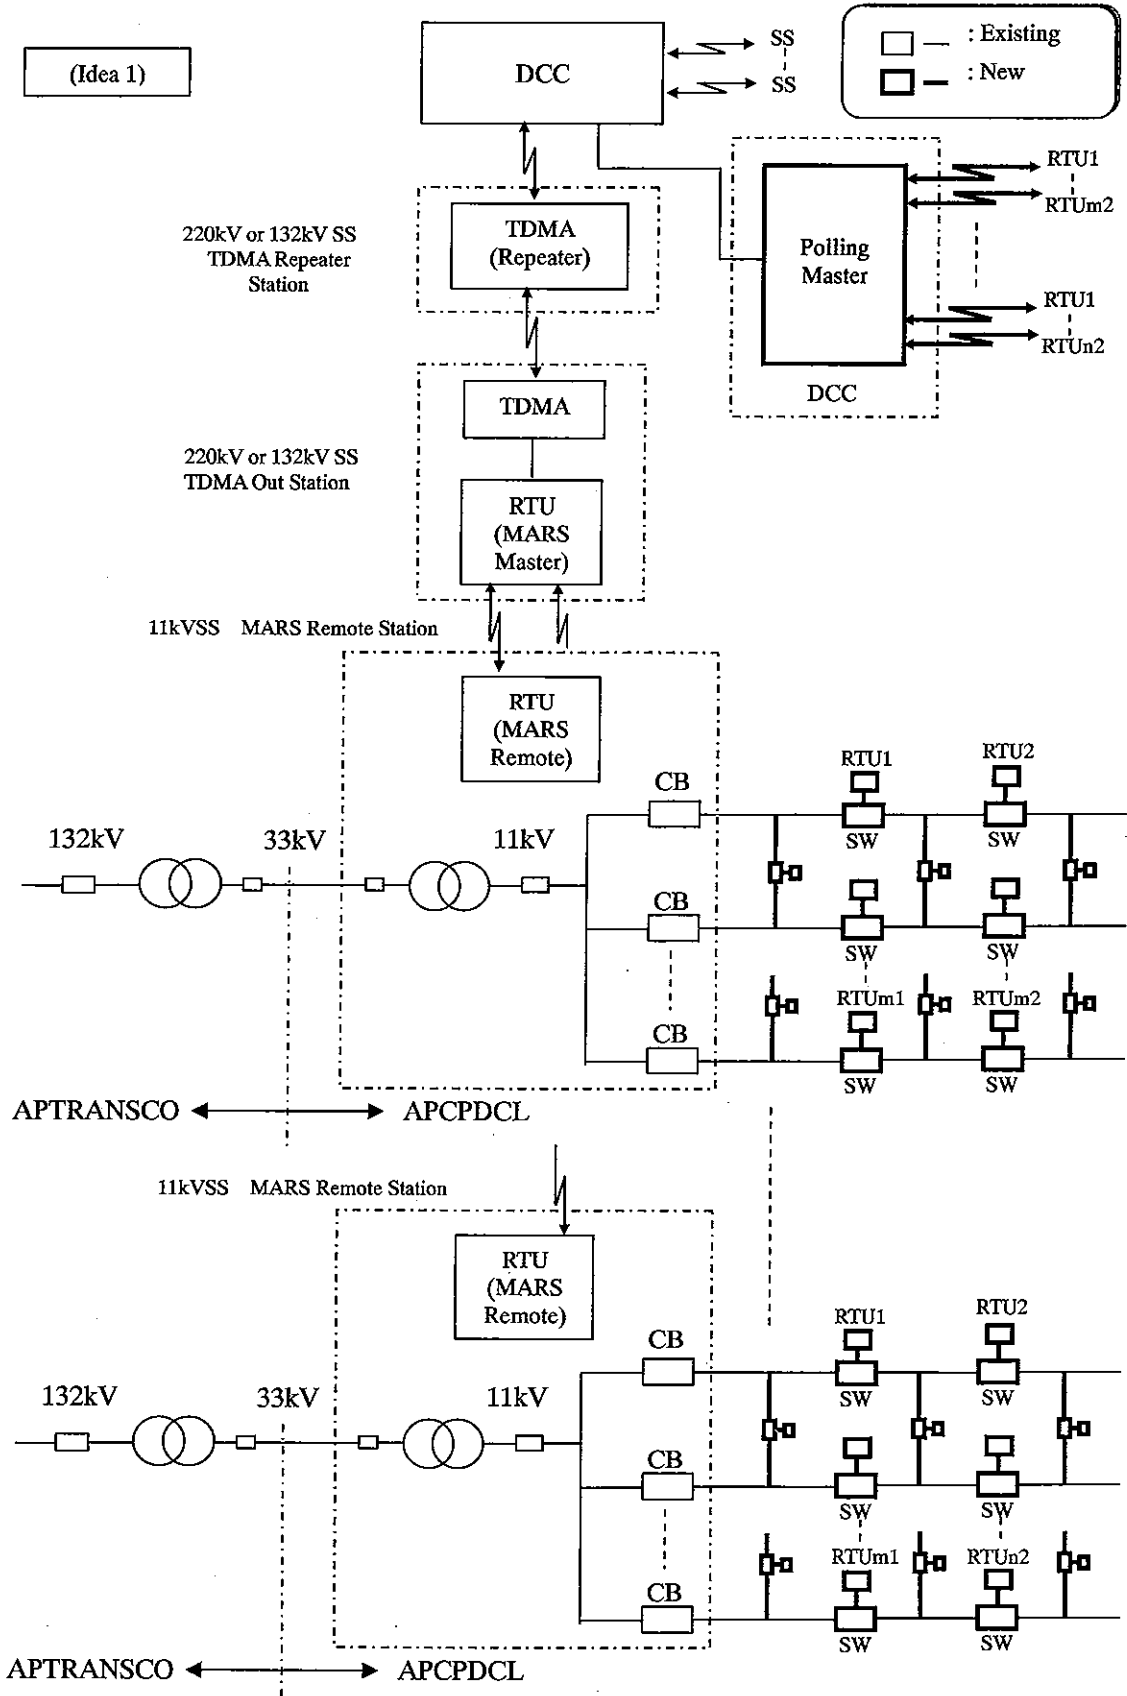 (Idea 1)
DCC
SS
SS
: Existing
: New
220kV or 132kV SS
TDMA Repeater
Station
TDMA
(Repeater)
Polling
Master
DCC
RTU1
RTUm2
RTU1
RTUn2
220kV or 132kV SS
TDMA Out Station
TDMA
RTU
(MARS
Master)
11kVSS MARS Remote Station
RTU
(MARS
Remote)
132kV
33kV
11kV
CB
CB
CB
RTU1
RTU2
SW
SW
SW
SW
RTUm1
RTUm2
SW
SW
APTRANSCO
APCPDCL
11kVSS MARS Remote Station
RTU
(MARS
Remote)
132kV
33kV
11kV
CB
CB
CB
RTU1
RTU2
SW
SW
SW
SW
RTUm1
RTUn2
SW
SW
APTRANSCO
APCPDCL